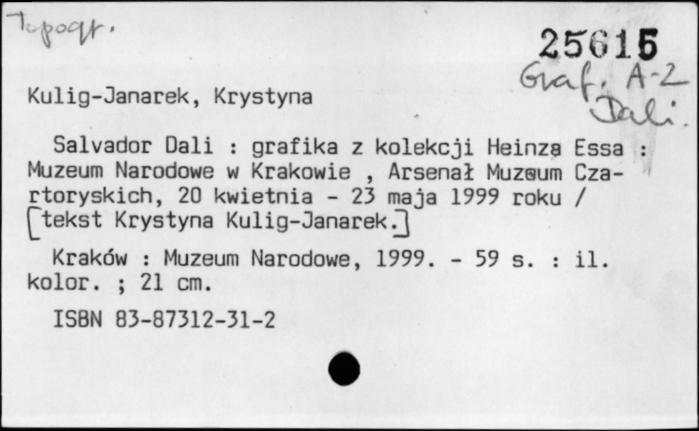 Topogr.
25615
Graf. A-Z
Dali.
Kulig-Janarek, Krystyna
Salvador Dali : grafika z kolekcji Heinza Essa :
Muzeum Narodowe w Krakowie , Arsenał Muzeum Cza-
rtoryskich, 20 kwietnia - 23 maja 1999 roku /
[tekst Krystyna Kulig-Janarek.]
Kraków : Muzeum Narodowe, 1999. - 59 s. : il.
kolor. ; 21 cm.
ISBN 83-87312-31-2